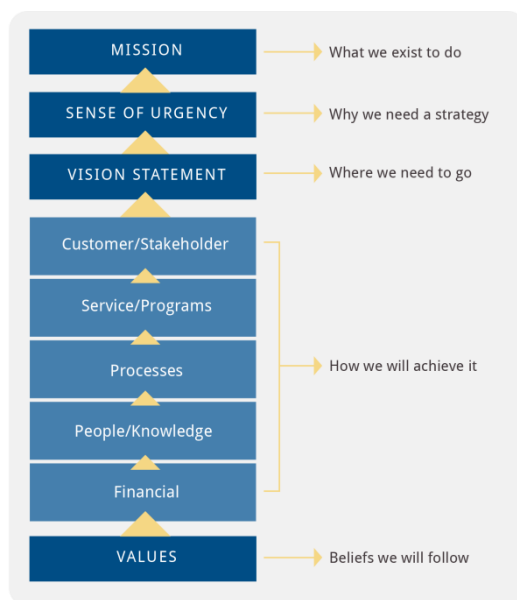 MISSION
What we exist to do
SENSE OF URGENCY
Why we need a strategy
VISION STATEMENT
Where we need to go
Customer/Stakeholder
Service/Programs
Processes
How we will achieve it
People/Knowledge
Financial
VALUES
Beliefs we will follow